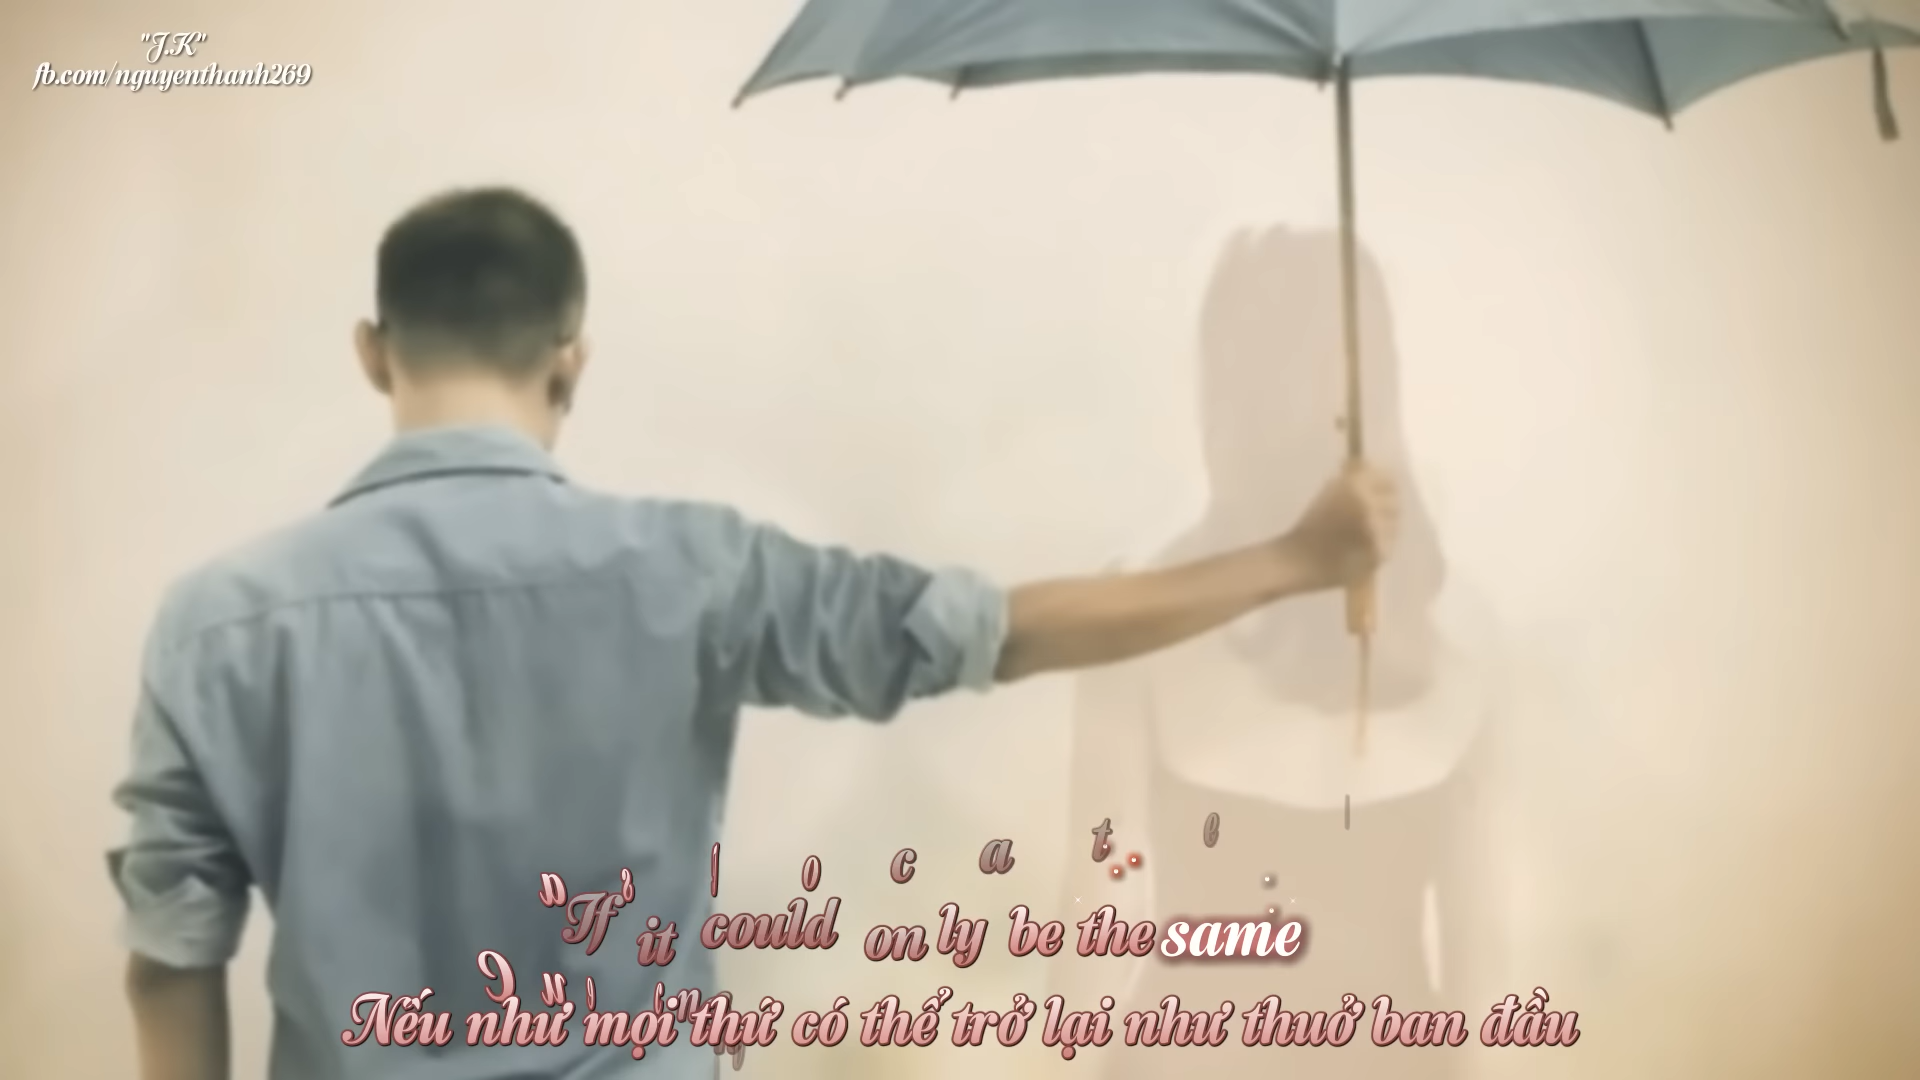 "J.K"
fb.com/nguyenthanh269
If it could only be the same
Nếu như mọi thứ có thể trở lại như thuở ban đầu